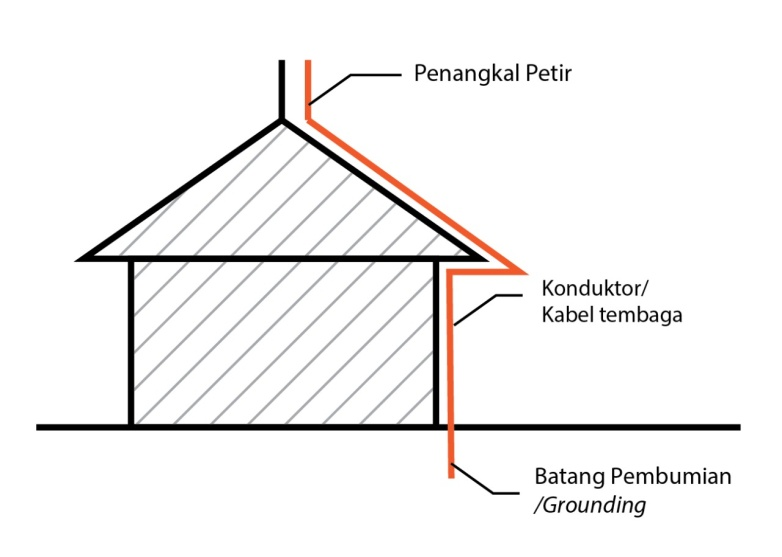 Penangkal Petir
Konduktor/
Kabel tembaga
Batang Pembumian
/Grounding